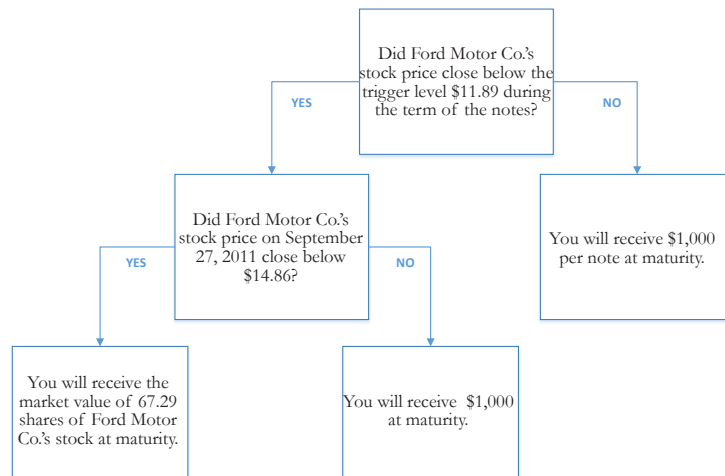 Did Ford Motor Co.'s
stock price close below the
trigger level $11.89 during
the term of the notes?
YES
NO
Did Ford Motor Co.'s
stock price on September
27, 2011 close below
$14.86?
You will receive $1,000
per note at maturity.
YES
NO
You will receive the
market value of 67.29
shares of Ford Motor
Co.'s stock at maturity.
You will receive $1,000
at maturity.